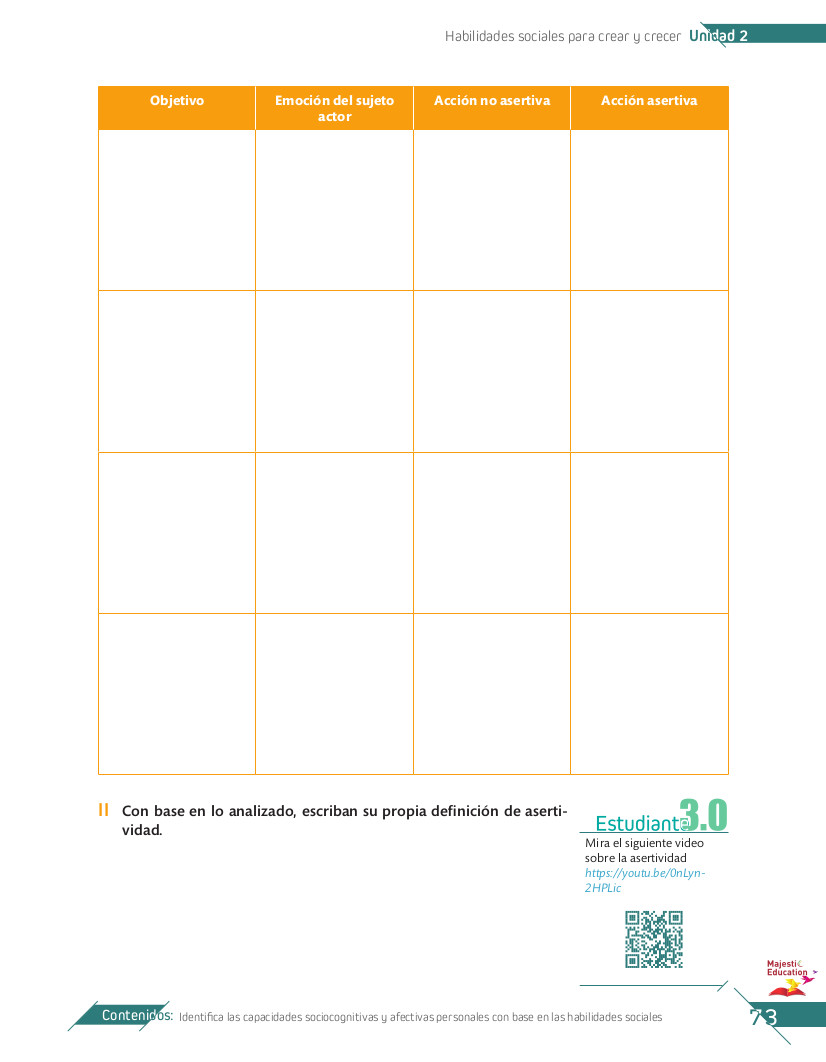 Habilidades sociales para crear y crecer Unidad 2
Objetivo
Emoción del sujeto
actor
Acción no asertiva
Acción asertiva
II Con base en lo analizado, escriban su propia definición de aserti-
vidad.
Estudiante 3.0
Mira el siguiente video
sobre la asertividad
https://youtu.be/0nLyn-
2HPLic
Majestic
Education
Contenidos: Identifica las capacidades sociocognitivas y afectivas personales con base en las habilidades sociales
73